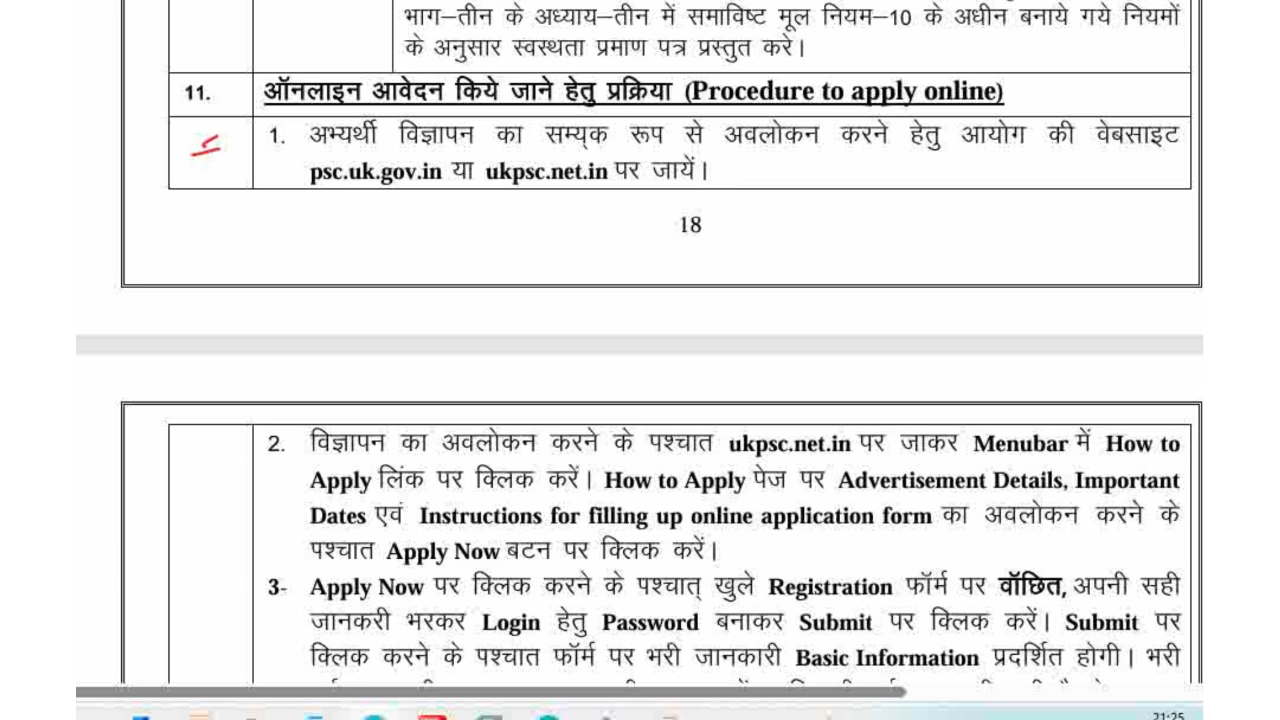 भाग–तीन के अध्याय–तीन में समाविष्ट मूल नियम–10 के अधीन बनाये गये नियमों
के अनुसार स्वस्थता प्रमाण पत्र प्रस्तुत करे।
11. ऑनलाइन आवेदन किये जाने हेतु प्रक्रिया (Procedure to apply online)
1. अभ्यर्थी विज्ञापन का सम्यक रूप से अवलोकन करने हेतु आयोग की वेबसाइट
psc.uk.gov.in या ukpsc.net.in पर जायें।
18
2. विज्ञापन का अवलोकन करने के पश्चात ukpsc.net.in पर जाकर Menubar में How to
Apply लिंक पर क्लिक करें। How to Apply पेज पर Advertisement Details, Important
Dates एवं Instructions for filling up online application form का अवलोकन करने के
पश्चात Apply Now बटन पर क्लिक करें।
3- Apply Now पर क्लिक करने के पश्चात् खुले Registration फॉर्म पर वॉछित, अपनी सही
जानकरी भरकर Login हेतु Password बनाकर Submit पर क्लिक करें। Submit पर
क्लिक करने के पश्चात फॉर्म पर भरी जानकारी Basic Information प्रदर्शित होगी। भरी
21:25